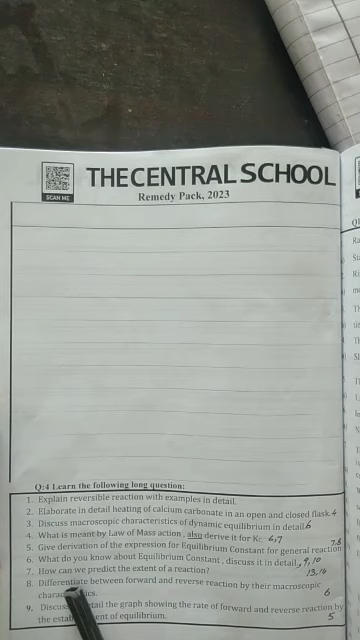 THE CENTRAL SCHOOL
SCAN ME
Remedy Pack, 2023
Q:4 Learn the following long question:
1. Explain reversible reaction with examples in detail.
2. Elaborate in detail heating of calcium carbonate in an open and closed flask. 4
3. Discuss macroscopic characteristics of dynamic equilibrium in detail. 6
4. What is meant by Law of Mass action , also derive it for Kc. 6,7
5. Give derivation of the expression for Equilibrium Constant for general reaction 7,8
6. What do you know about Equilibrium Constant , discuss it in detail. 9, 10
7. How can we predict the extent of a reaction? 13,14
8. Differentiate between forward and reverse reaction by their macroscopic
6
9. Discuss detail the graph showing the rate of forward and reverse reaction by
the of equilibrium. 5